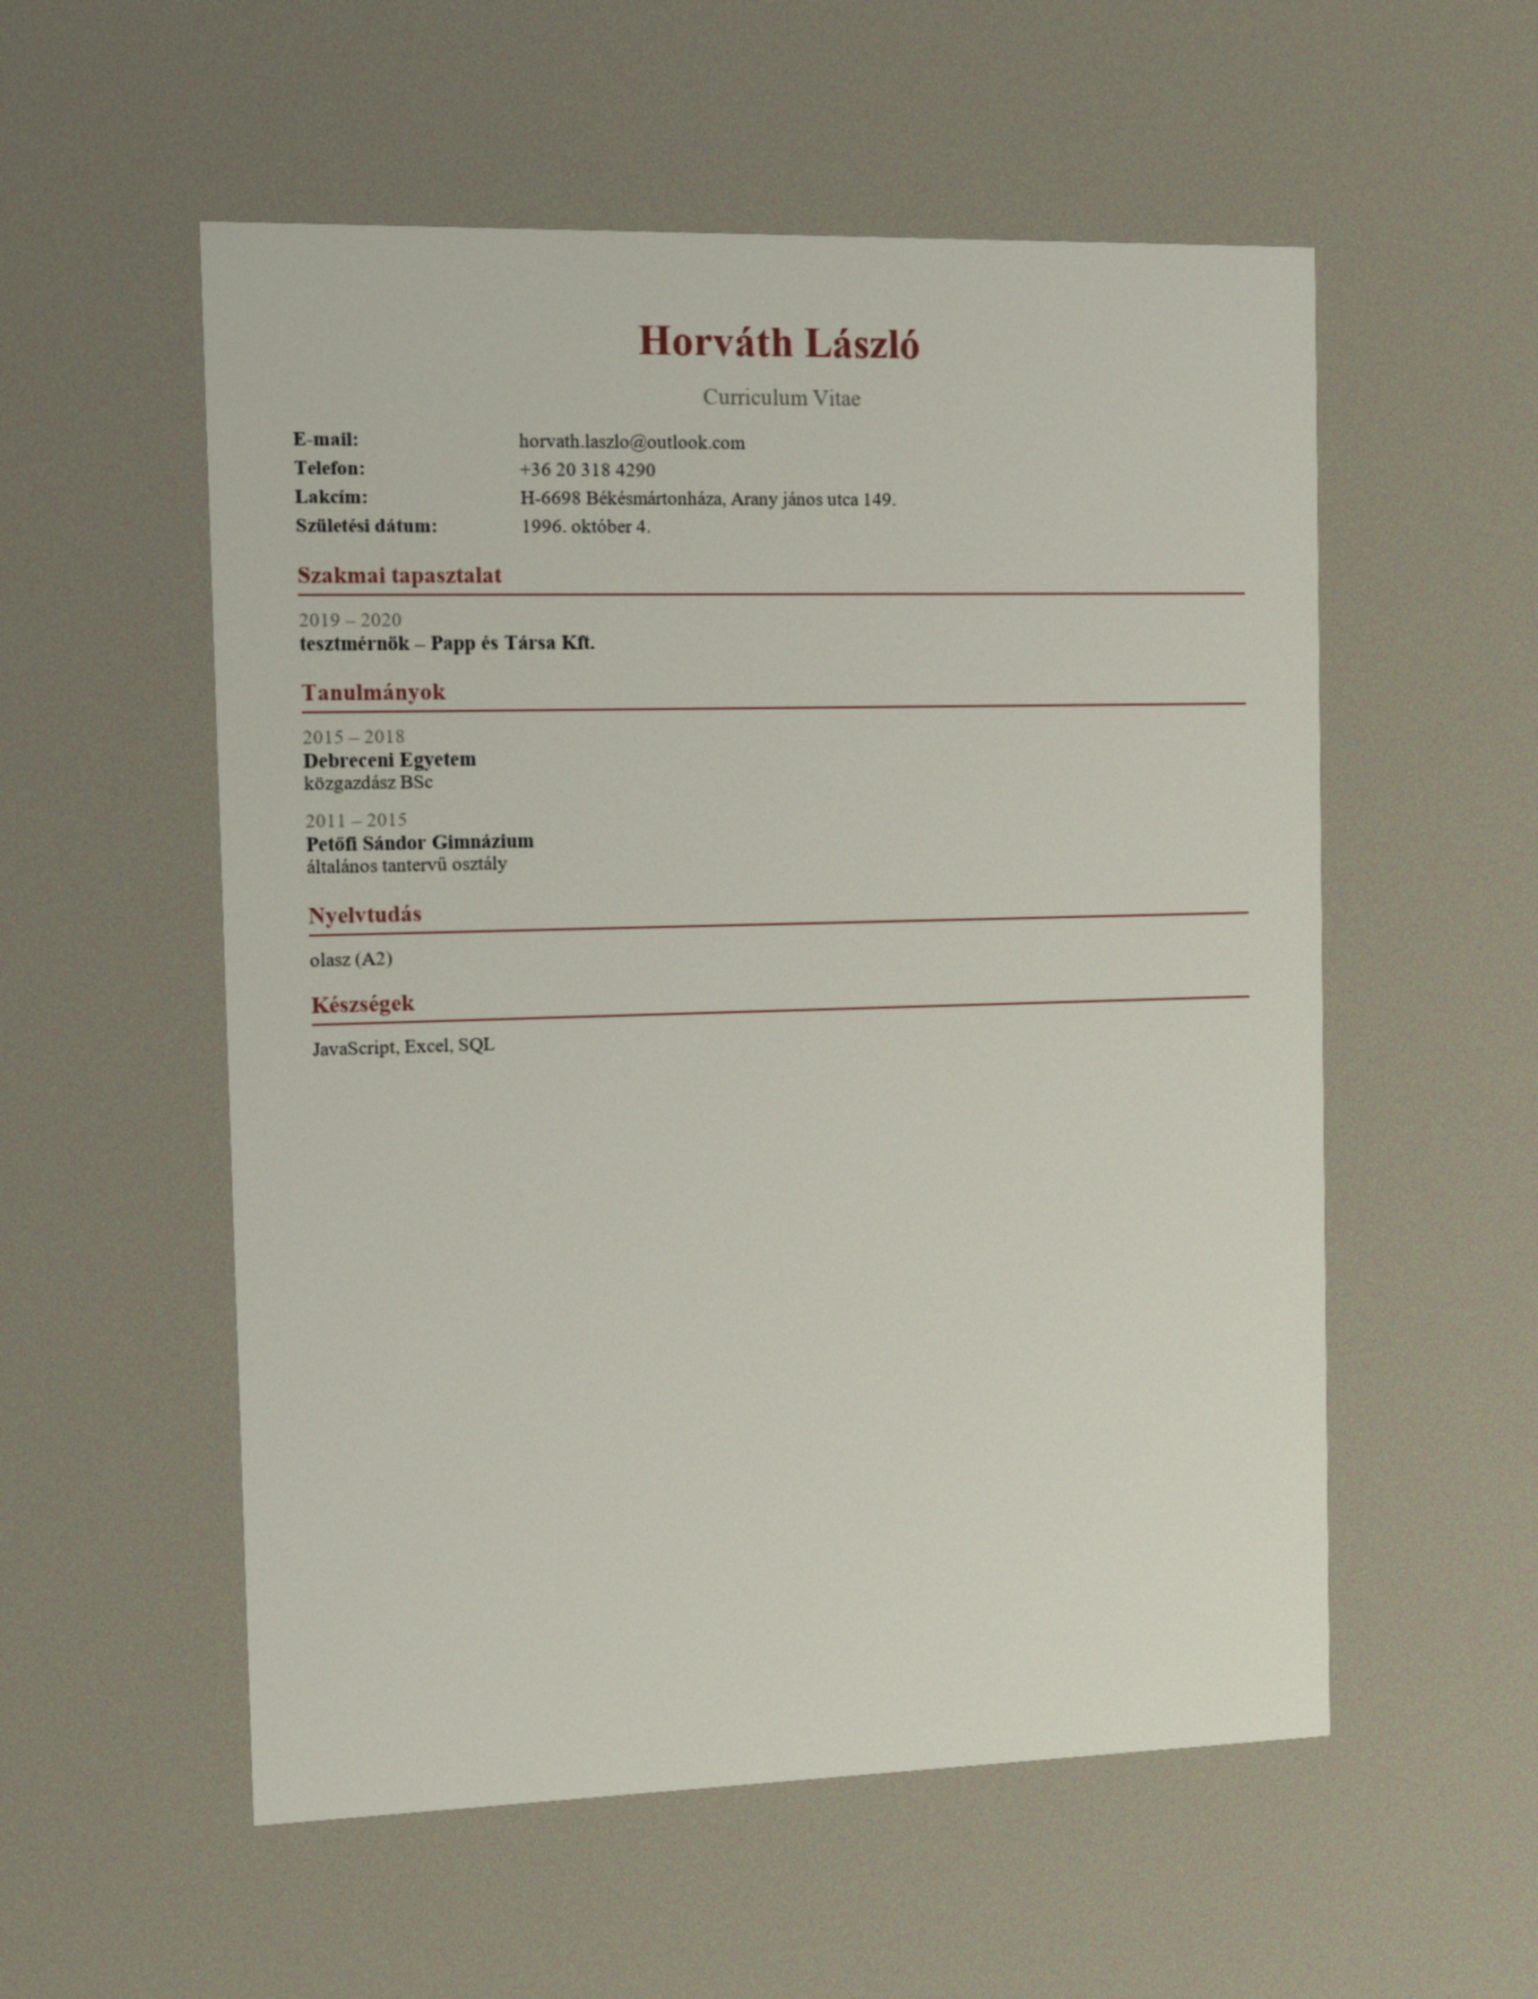 Horváth László
Curriculum Vitae
E-mail: horvath.laszlo@outlook.com
Telefon: +36 20 318 4290
Lakcím: H-6698 Békésmártonháza, Arany jános utca 149.
Születési dátum: 1996. október 4.
Szakmai tapasztalat
2019 – 2020
tesztmérnök – Papp és Társa Kft.
Tanulmányok
2015 – 2018
Debreceni Egyetem
közgazdász BSc
2011 – 2015
Petőfi Sándor Gimnázium
általános tantervű osztály
Nyelvtudás
olasz (A2)
Készségek
JavaScript, Excel, SQL